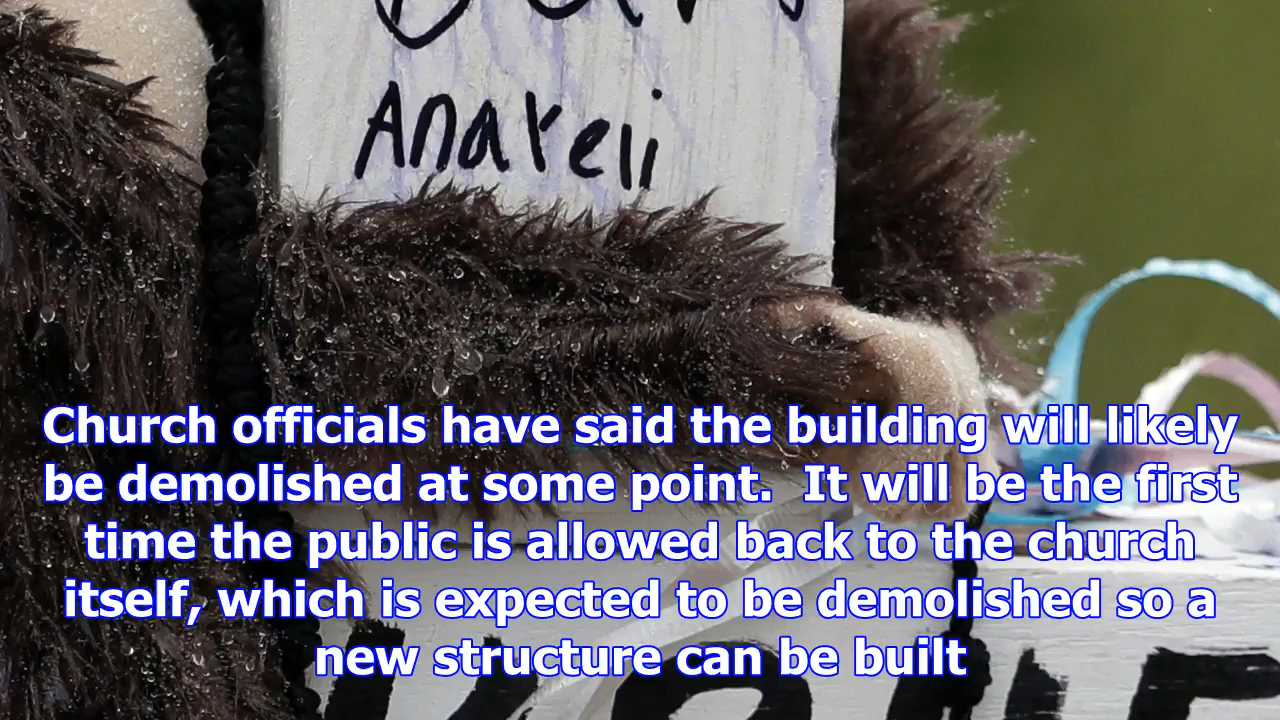 Anareli
Church officials have said the building will likely
be demolished at some point.  It will be the first
time the public is allowed back to the church
itself, which is expected to be demolished so a
new structure can be built